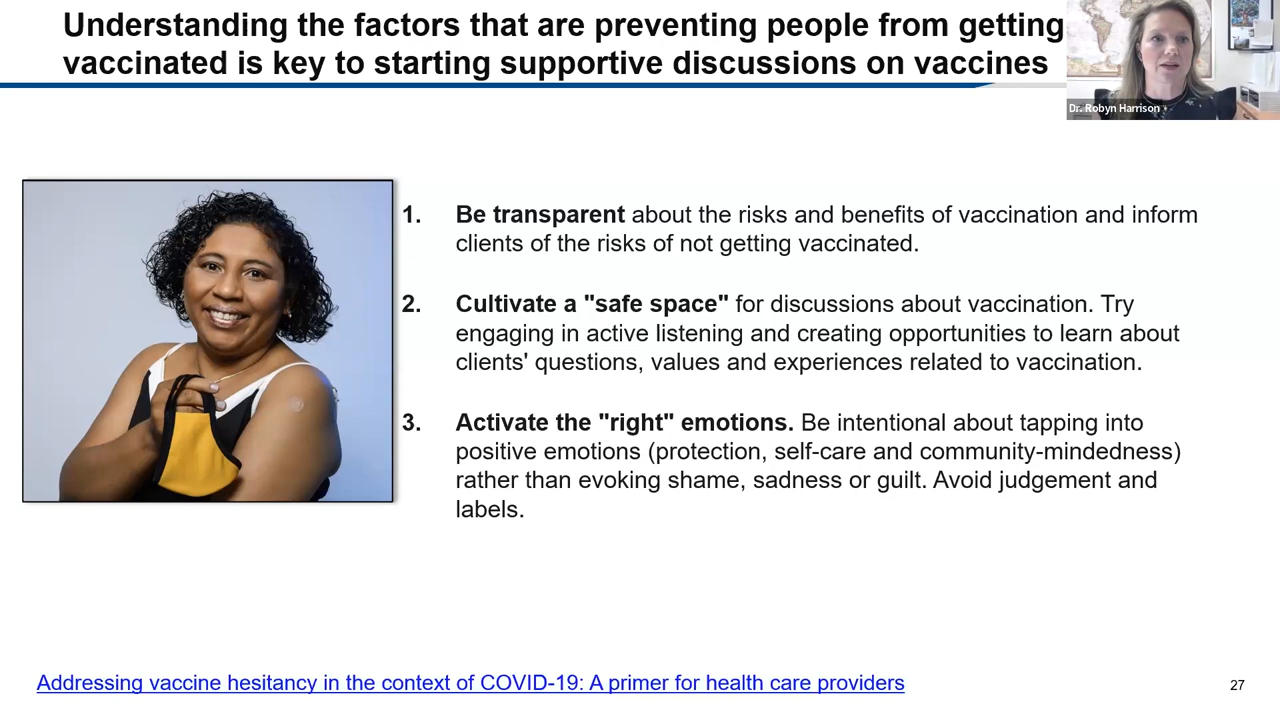 Understanding the factors that are preventing people from getting
vaccinated is key to starting supportive discussions on vaccines
Dr. Robyn Harrison
1. Be transparent about the risks and benefits of vaccination and inform
clients of the risks of not getting vaccinated.
2. Cultivate a "safe space" for discussions about vaccination. Try
engaging in active listening and creating opportunities to learn about
clients' questions, values and experiences related to vaccination.
3. Activate the "right" emotions. Be intentional about tapping into
positive emotions (protection, self-care and community-mindedness)
rather than evoking shame, sadness or guilt. Avoid judgement and
labels.
Addressing vaccine hesitancy in the context of COVID-19: A primer for health care providers
27